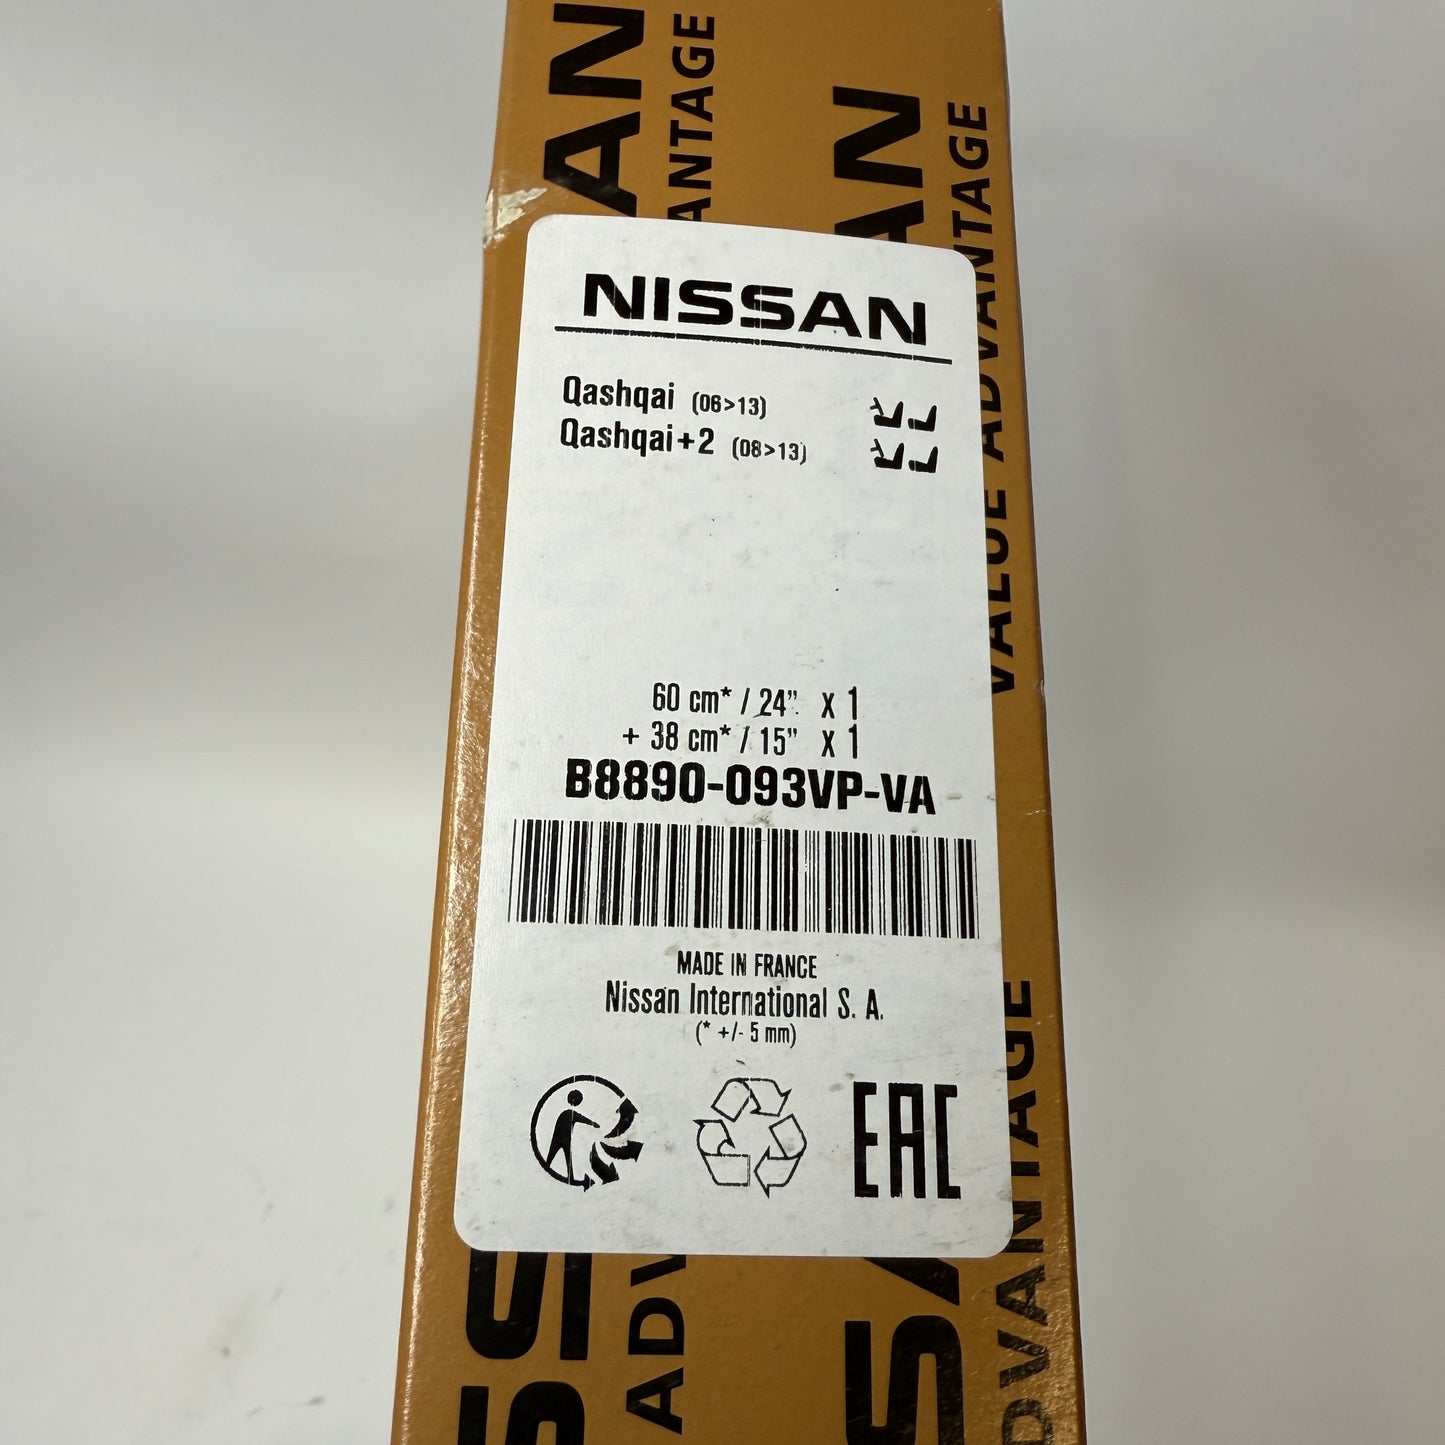 NISSAN
Qashqai (06>13)
Qashqai+2 (08>13)
60 cm* / 24” x 1
+ 38 cm* / 15” x 1
B8890-093VP-VA
MADE IN FRANCE
Nissan International S. A.
(* +/- 5 mm)
EAC
VALUE ADVANTAGE